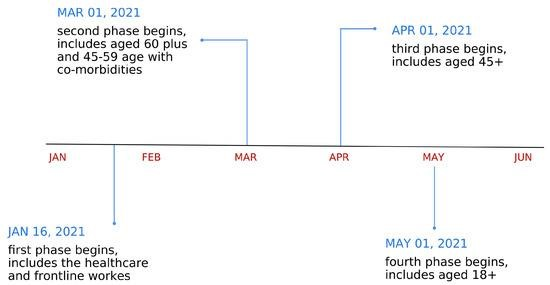 MAR 01, 2021
second phase begins,
includes aged 60 plus
and 45-59 age with
co-morbidities
APR 01, 2021
third phase begins,
includes aged 45+
JAN
FEB
MAR
APR
MAY
JUN
JAN 16, 2021
first phase begins,
includes the healthcare
and frontline workes
MAY 01, 2021
fourth phase begins,
includes aged 18+